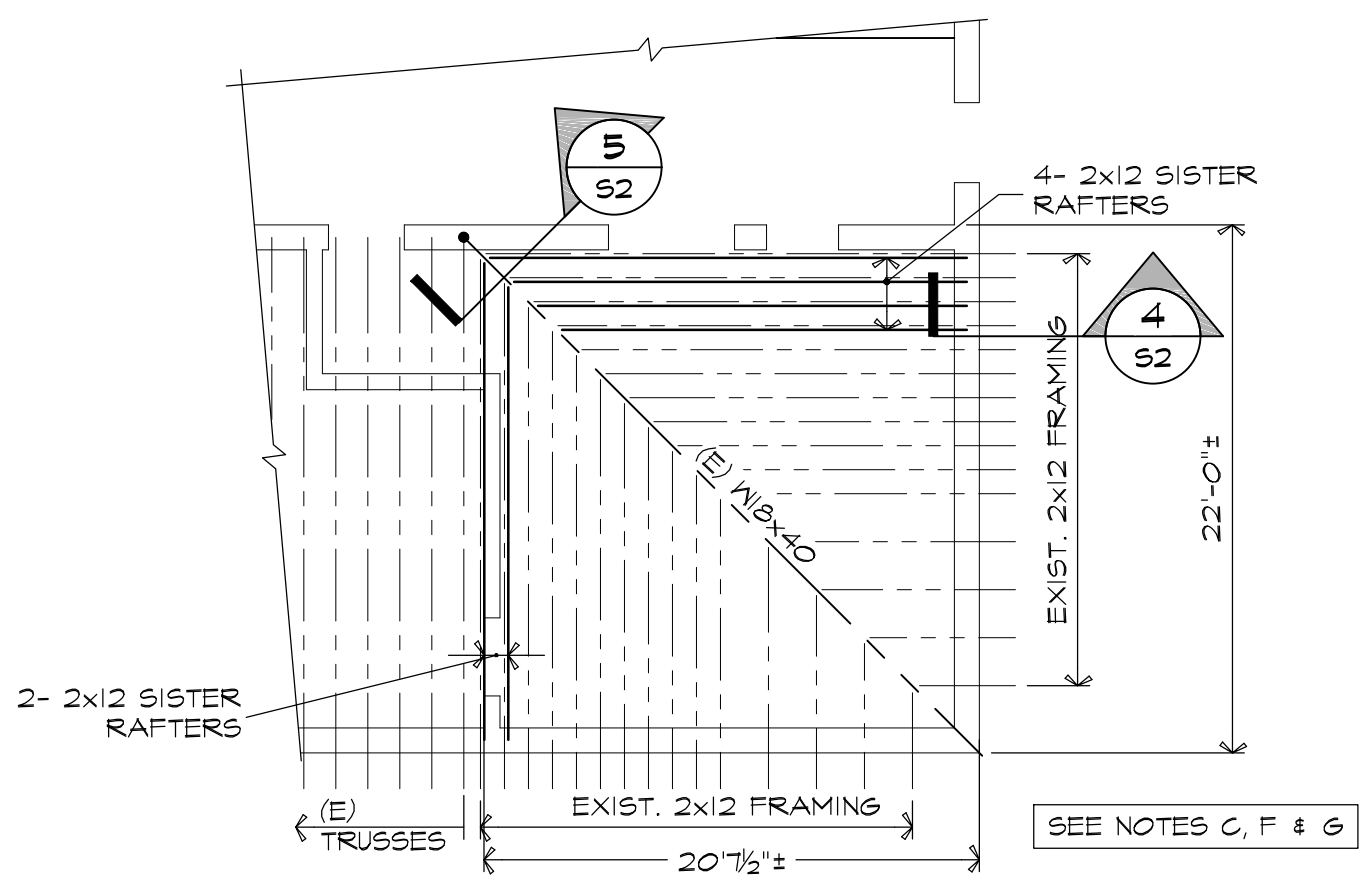 5
S2
4- 2x12 SISTER
RAFTERS
4
S2
EXIST. 2x12 FRAMING
22'-0"±
(E) W18x40
2- 2x12 SISTER
RAFTERS
(E)
TRUSSES
EXIST. 2x12 FRAMING
20'7½"±
SEE NOTES C, F & G